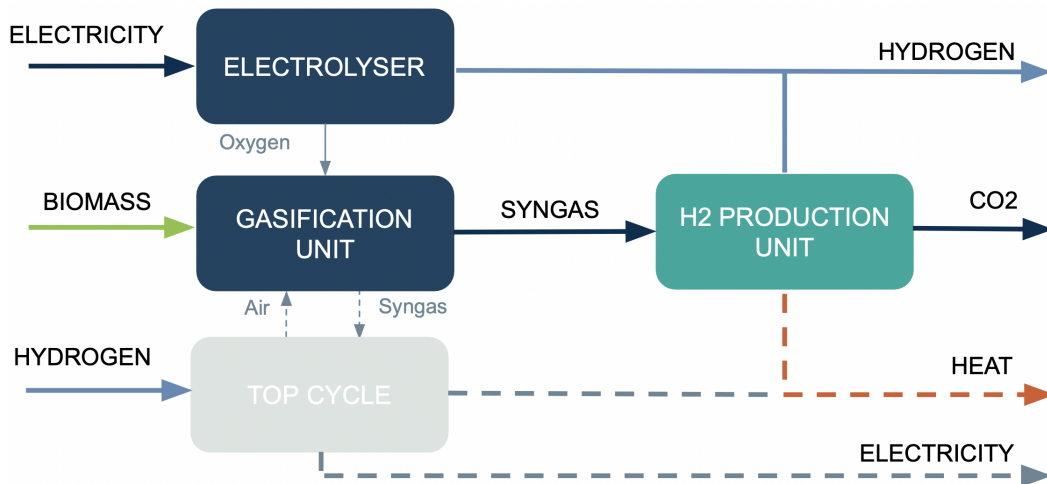 ELECTRICITY
ELECTROLYSER
HYDROGEN
Oxygen
BIOMASS
GASIFICATION
UNIT
SYNGAS
H2 PRODUCTION
UNIT
CO2
Air
Syngas
HYDROGEN
TOP CYCLE
HEAT
ELECTRICITY